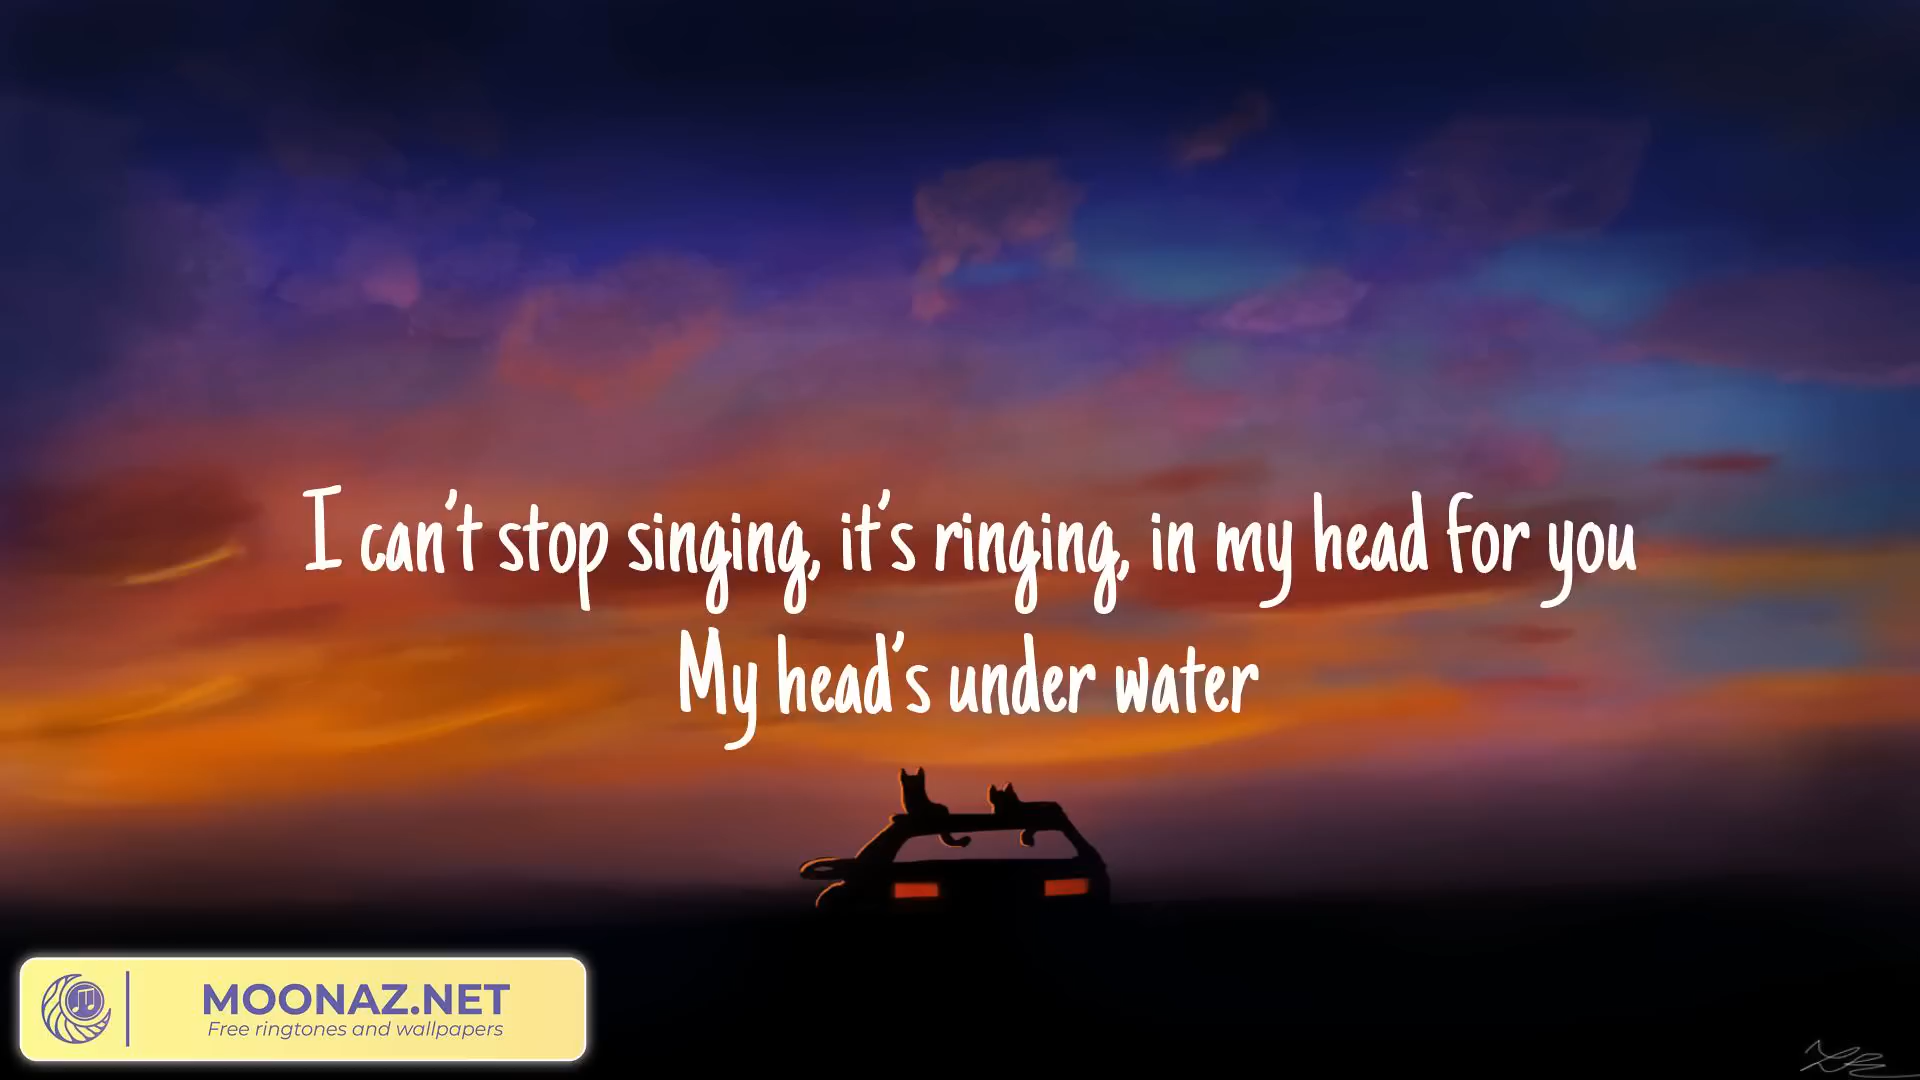 I can't stop singing, it's ringing, in my head for you
My head's under water
MOONAZ.NET
Free ringtones and wallpapers